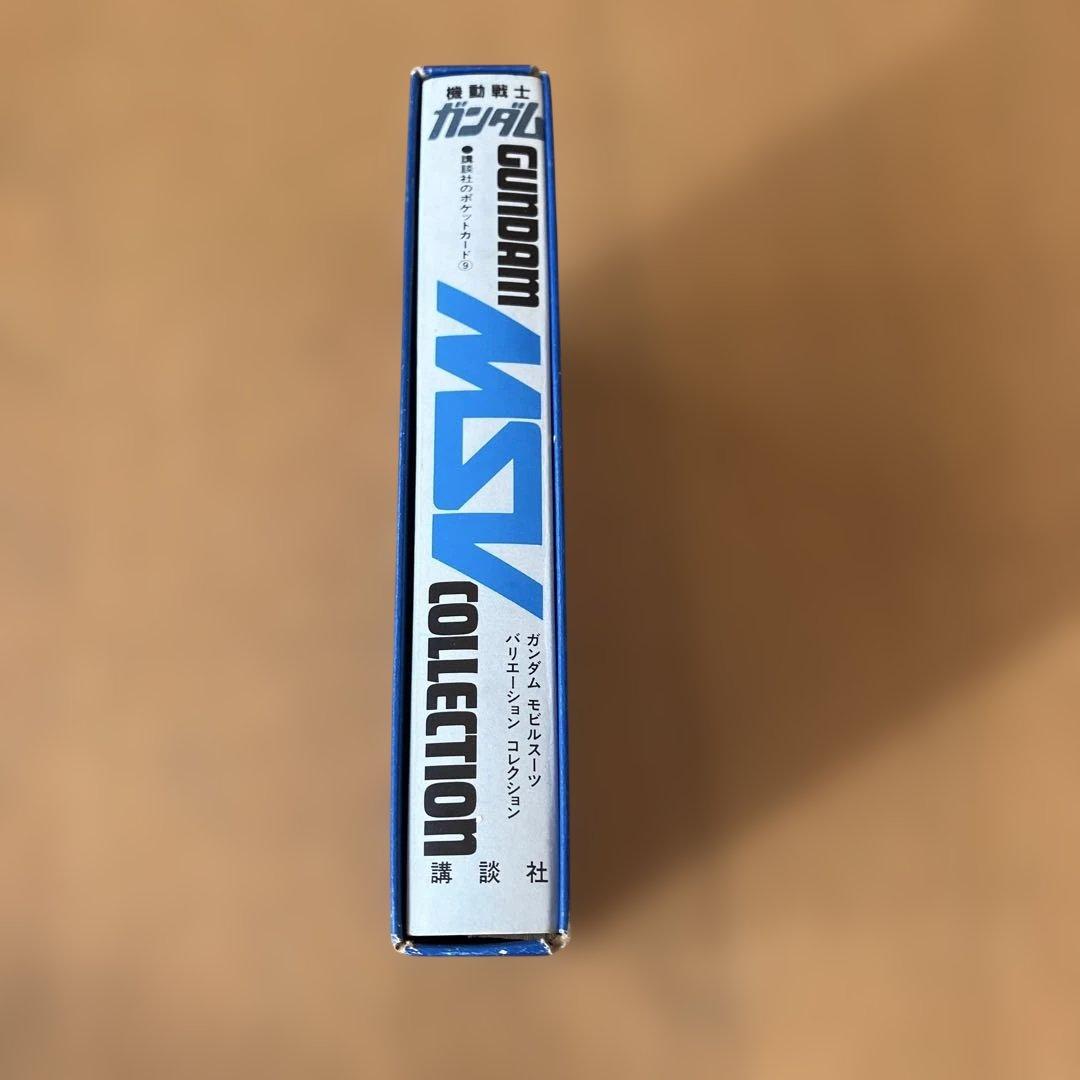 機動戦士
ガンダム
GUNDAM
●講談社のポケットカード⑨
MSV
COLLECTION
ガンダム モビルスーツ
バリエーション コレクション
講談社